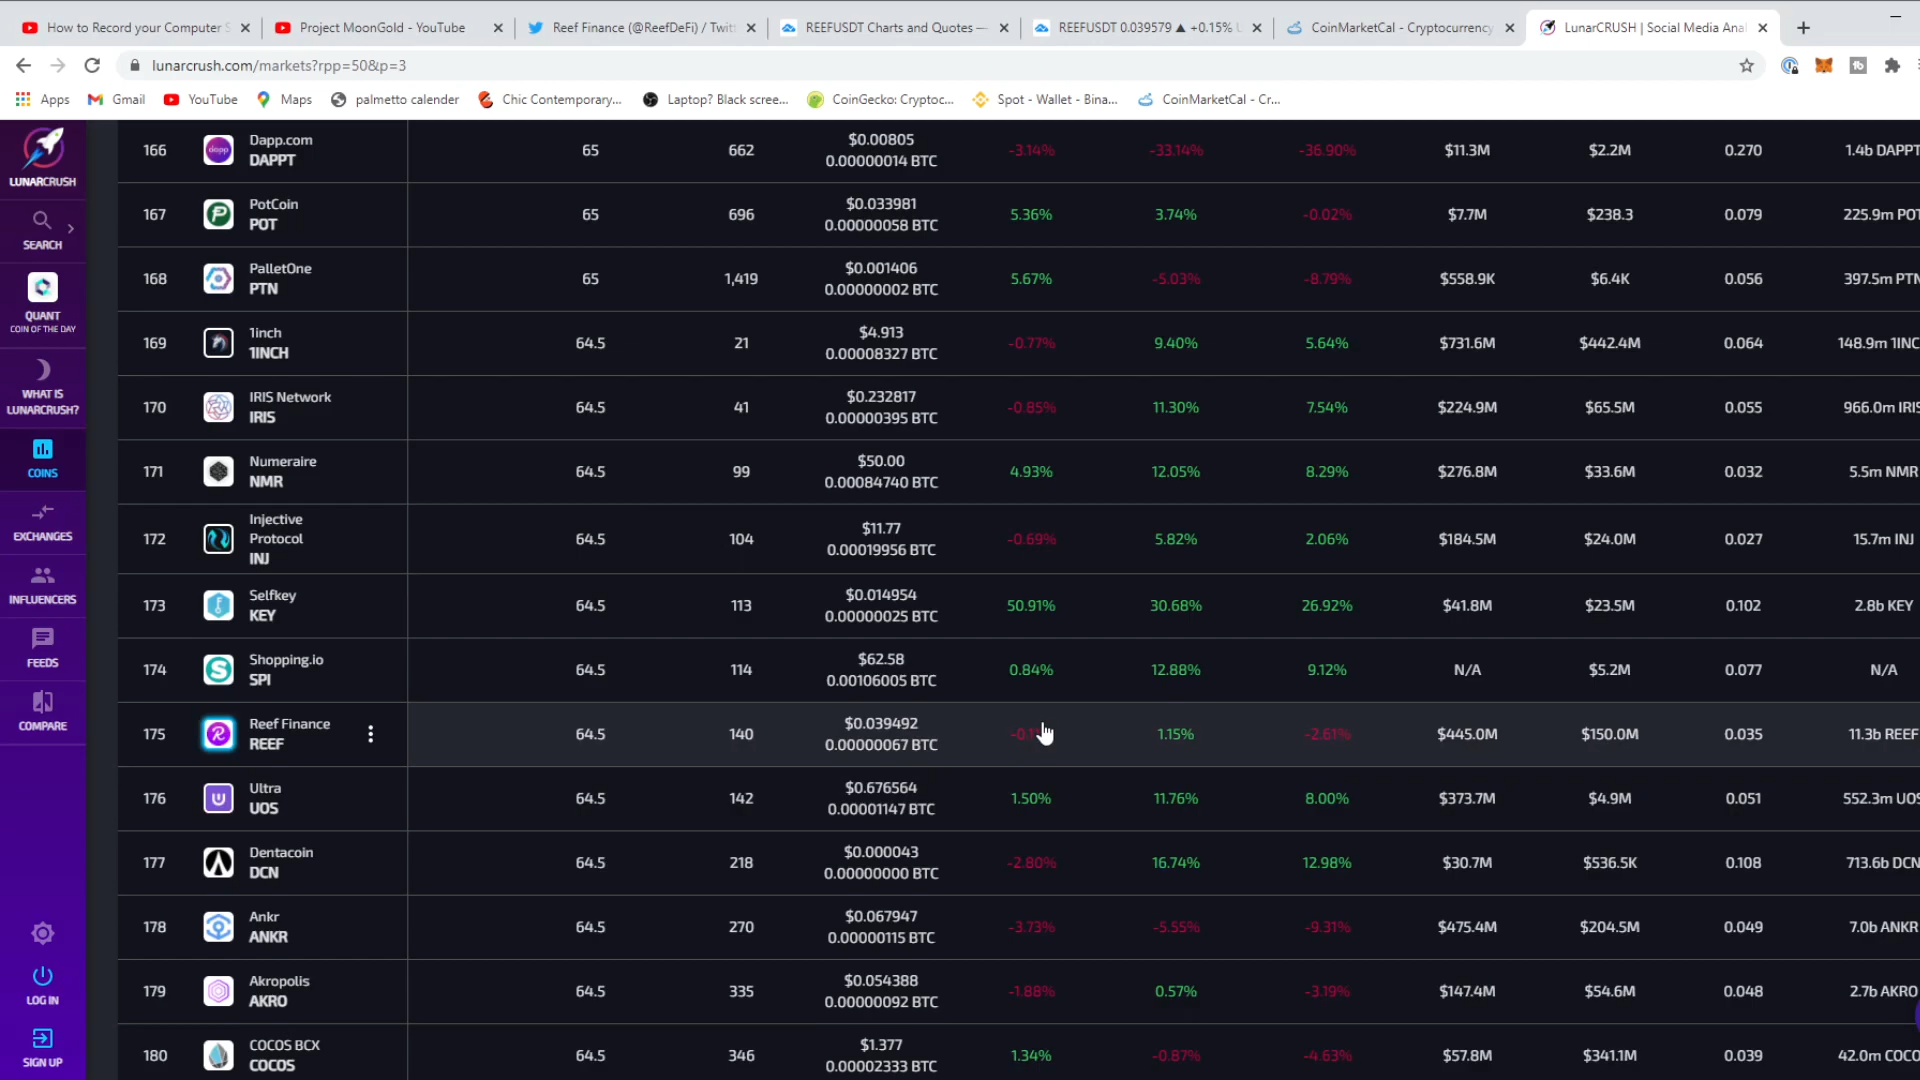 How to Record your Computer S
Project MoonGold - YouTube
Reef Finance (@ReefDeFi) / Twitt
REEFUSDT Charts and Quotes —
REEFUSDT 0.039579 ▲ +0.15% U
CoinMarketCal - Cryptocurrency
LunarCRUSH | Social Media Anal
lunarcrush.com/markets?rpp=50&p=3
Apps
Gmail
YouTube
Maps
palmetto calender
Chic Contemporary...
Laptop? Black scree...
CoinGecko: Cryptoc...
Spot - Wallet - Bina...
CoinMarketCal - Cr...
LUNARCRUSH
SEARCH
QUANT
COIN OF THE DAY
WHAT IS
LUNARCRUSH?
COINS
EXCHANGES
INFLUENCERS
FEEDS
COMPARE
LOG IN
SIGN UP
166 Dapp.com DAPPT 65 662 $0.00805 0.00000014 BTC -3.14% -33.14% -36.90% $11.3M $2.2M 0.270 1.4b DAPPT
167 PotCoin POT 65 696 $0.033981 0.00000058 BTC 5.36% 3.74% -0.02% $7.7M $238.3 0.079 225.9m POT
168 PalletOne PTN 65 1,419 $0.001406 0.00000002 BTC 5.67% -5.03% -8.79% $558.9K $6.4K 0.056 397.5m PTN
169 1inch 1INCH 64.5 21 $4.913 0.00008327 BTC -0.77% 9.40% 5.64% $731.6M $442.4M 0.064 148.9m 1INC
170 IRIS Network IRIS 64.5 41 $0.232817 0.00000395 BTC -0.85% 11.30% 7.54% $224.9M $65.5M 0.055 966.0m IRIS
171 Numeraire NMR 64.5 99 $50.00 0.00084740 BTC 4.93% 12.05% 8.29% $276.8M $33.6M 0.032 5.5m NMR
172 Injective Protocol INJ 64.5 104 $11.77 0.00019956 BTC -0.69% 5.82% 2.06% $184.5M $24.0M 0.027 15.7m INJ
173 Selfkey KEY 64.5 113 $0.014954 0.00000025 BTC 50.91% 30.68% 26.92% $41.8M $23.5M 0.102 2.8b KEY
174 Shopping.io SPI 64.5 114 $62.58 0.00106005 BTC 0.84% 12.88% 9.12% N/A $5.2M 0.077 N/A
175 Reef Finance REEF 64.5 140 $0.039492 0.00000067 BTC 1.15% -2.61% $445.0M $150.0M 0.035 11.3b REEF
176 Ultra UOS 64.5 142 $0.676564 0.00001147 BTC 1.50% 11.76% 8.00% $373.7M $4.9M 0.051 552.3m UOS
177 Dentacoin DCN 64.5 218 $0.000043 0.00000000 BTC -2.80% 16.74% 12.98% $30.7M $536.5K 0.108 713.6b DCN
178 Ankr ANKR 64.5 270 $0.067947 0.00000115 BTC -3.73% -5.55% -9.31% $475.4M $204.5M 0.049 7.0b ANKR
179 Akropolis AKRO 64.5 335 $0.054388 0.00000092 BTC -1.88% 0.57% -3.19% $147.4M $54.6M 0.048 2.7b AKRO
180 COCOS BCX COCOS 64.5 346 $1.377 0.00002333 BTC 1.34% -0.87% -4.63% $57.8M $341.1M 0.039 42.0m COCO